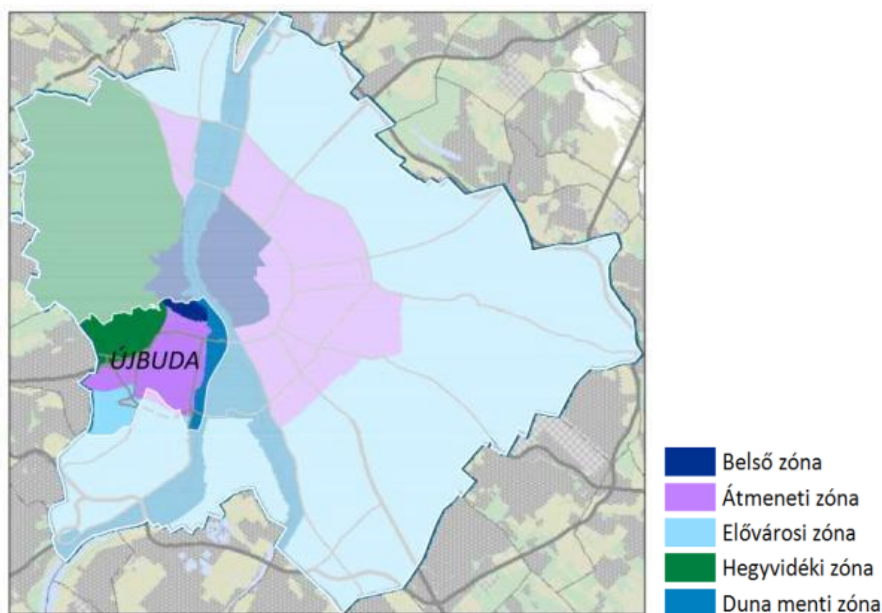 ÚJBUDA
Belső zóna
Átmeneti zóna
Elővárosi zóna
Hegyvidéki zóna
Duna menti zóna